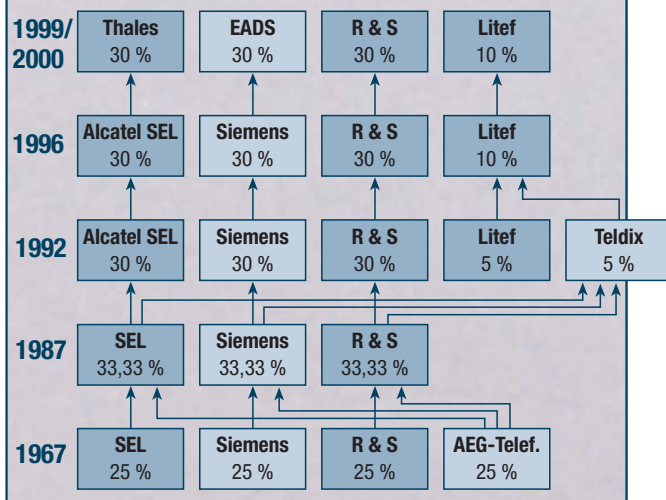 1999/
2000
Thales
30 %
EADS
30 %
R & S
30 %
Litef
10 %
1996
Alcatel SEL
30 %
Siemens
30 %
R & S
30 %
Litef
10 %
1992
Alcatel SEL
30 %
Siemens
30 %
R & S
30 %
Litef
5 %
Teldix
5 %
1987
SEL
33,33 %
Siemens
33,33 %
R & S
33,33 %
1967
SEL
25 %
Siemens
25 %
R & S
25 %
AEG-Telef.
25 %